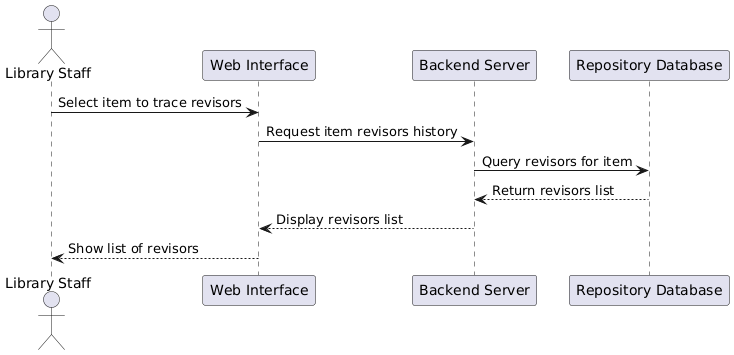 Library Staff
Web Interface
Backend Server
Repository Database
Select item to trace revisors
Request item revisors history
Query revisors for item
Return revisors list
Display revisors list
Show list of revisors
Library Staff
Web Interface
Backend Server
Repository Database